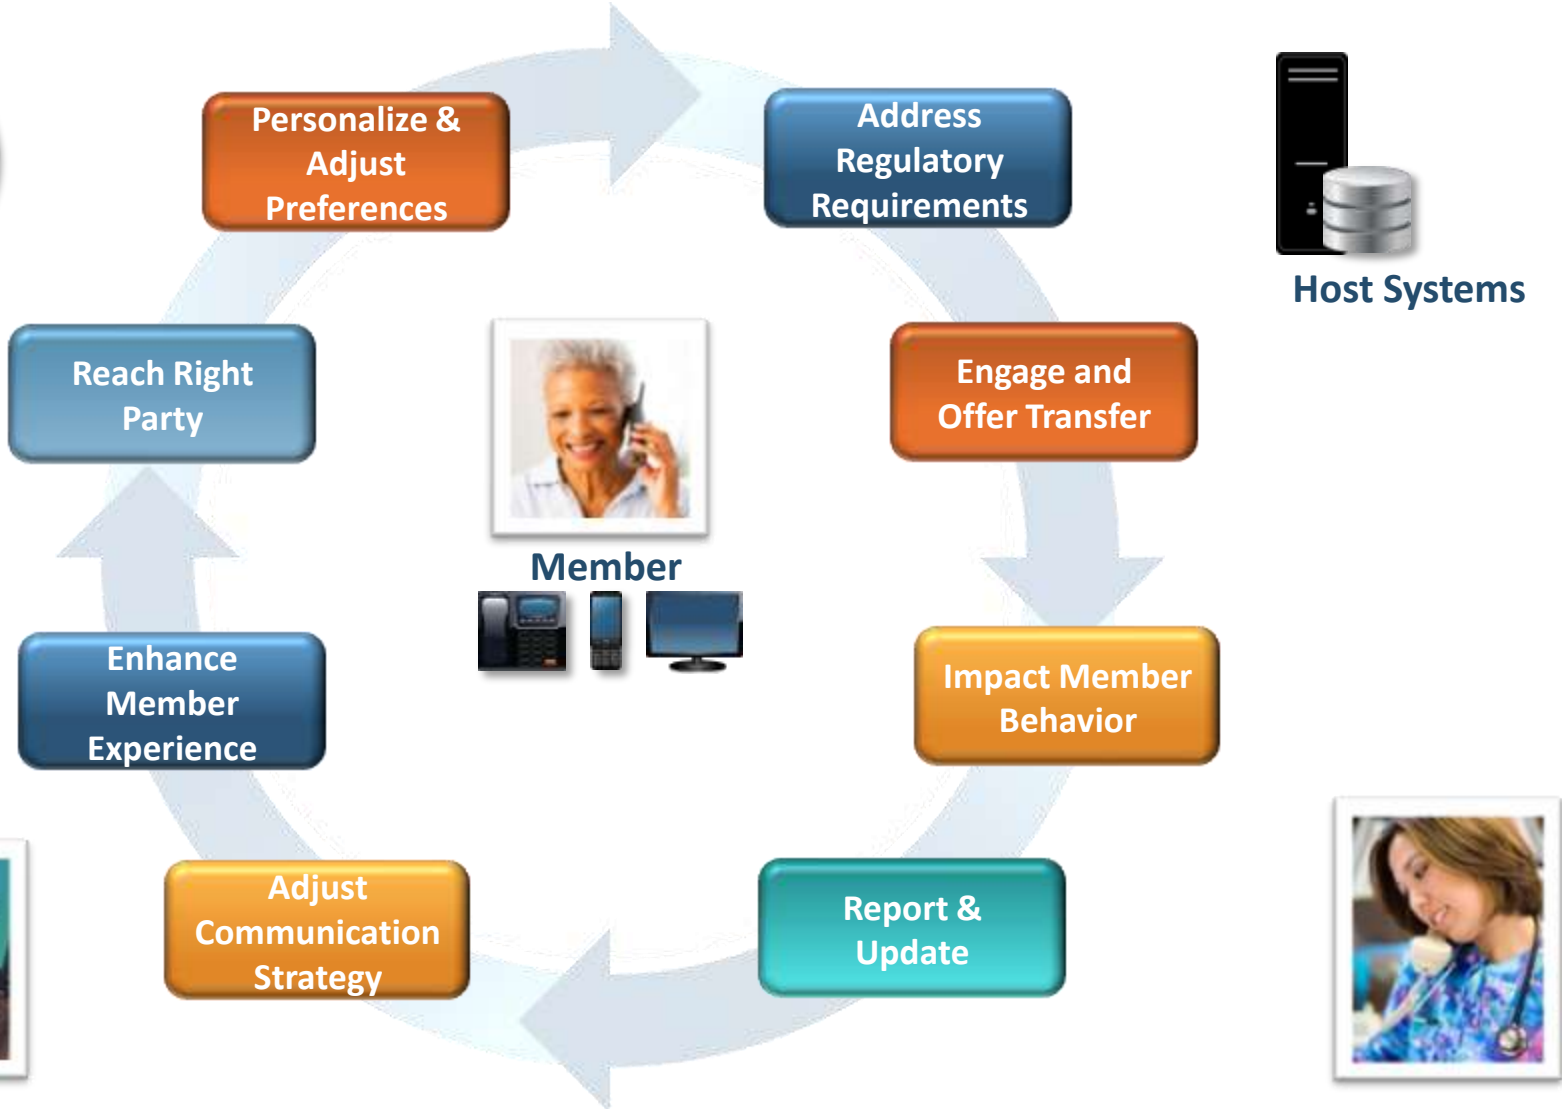 Personalize &
Adjust
Preferences
Address
Regulatory
Requirements
Host Systems
Reach Right
Party
Engage and
Offer Transfer
Member
Enhance
Member
Experience
Impact Member
Behavior
Adjust
Communication
Strategy
Report &
Update